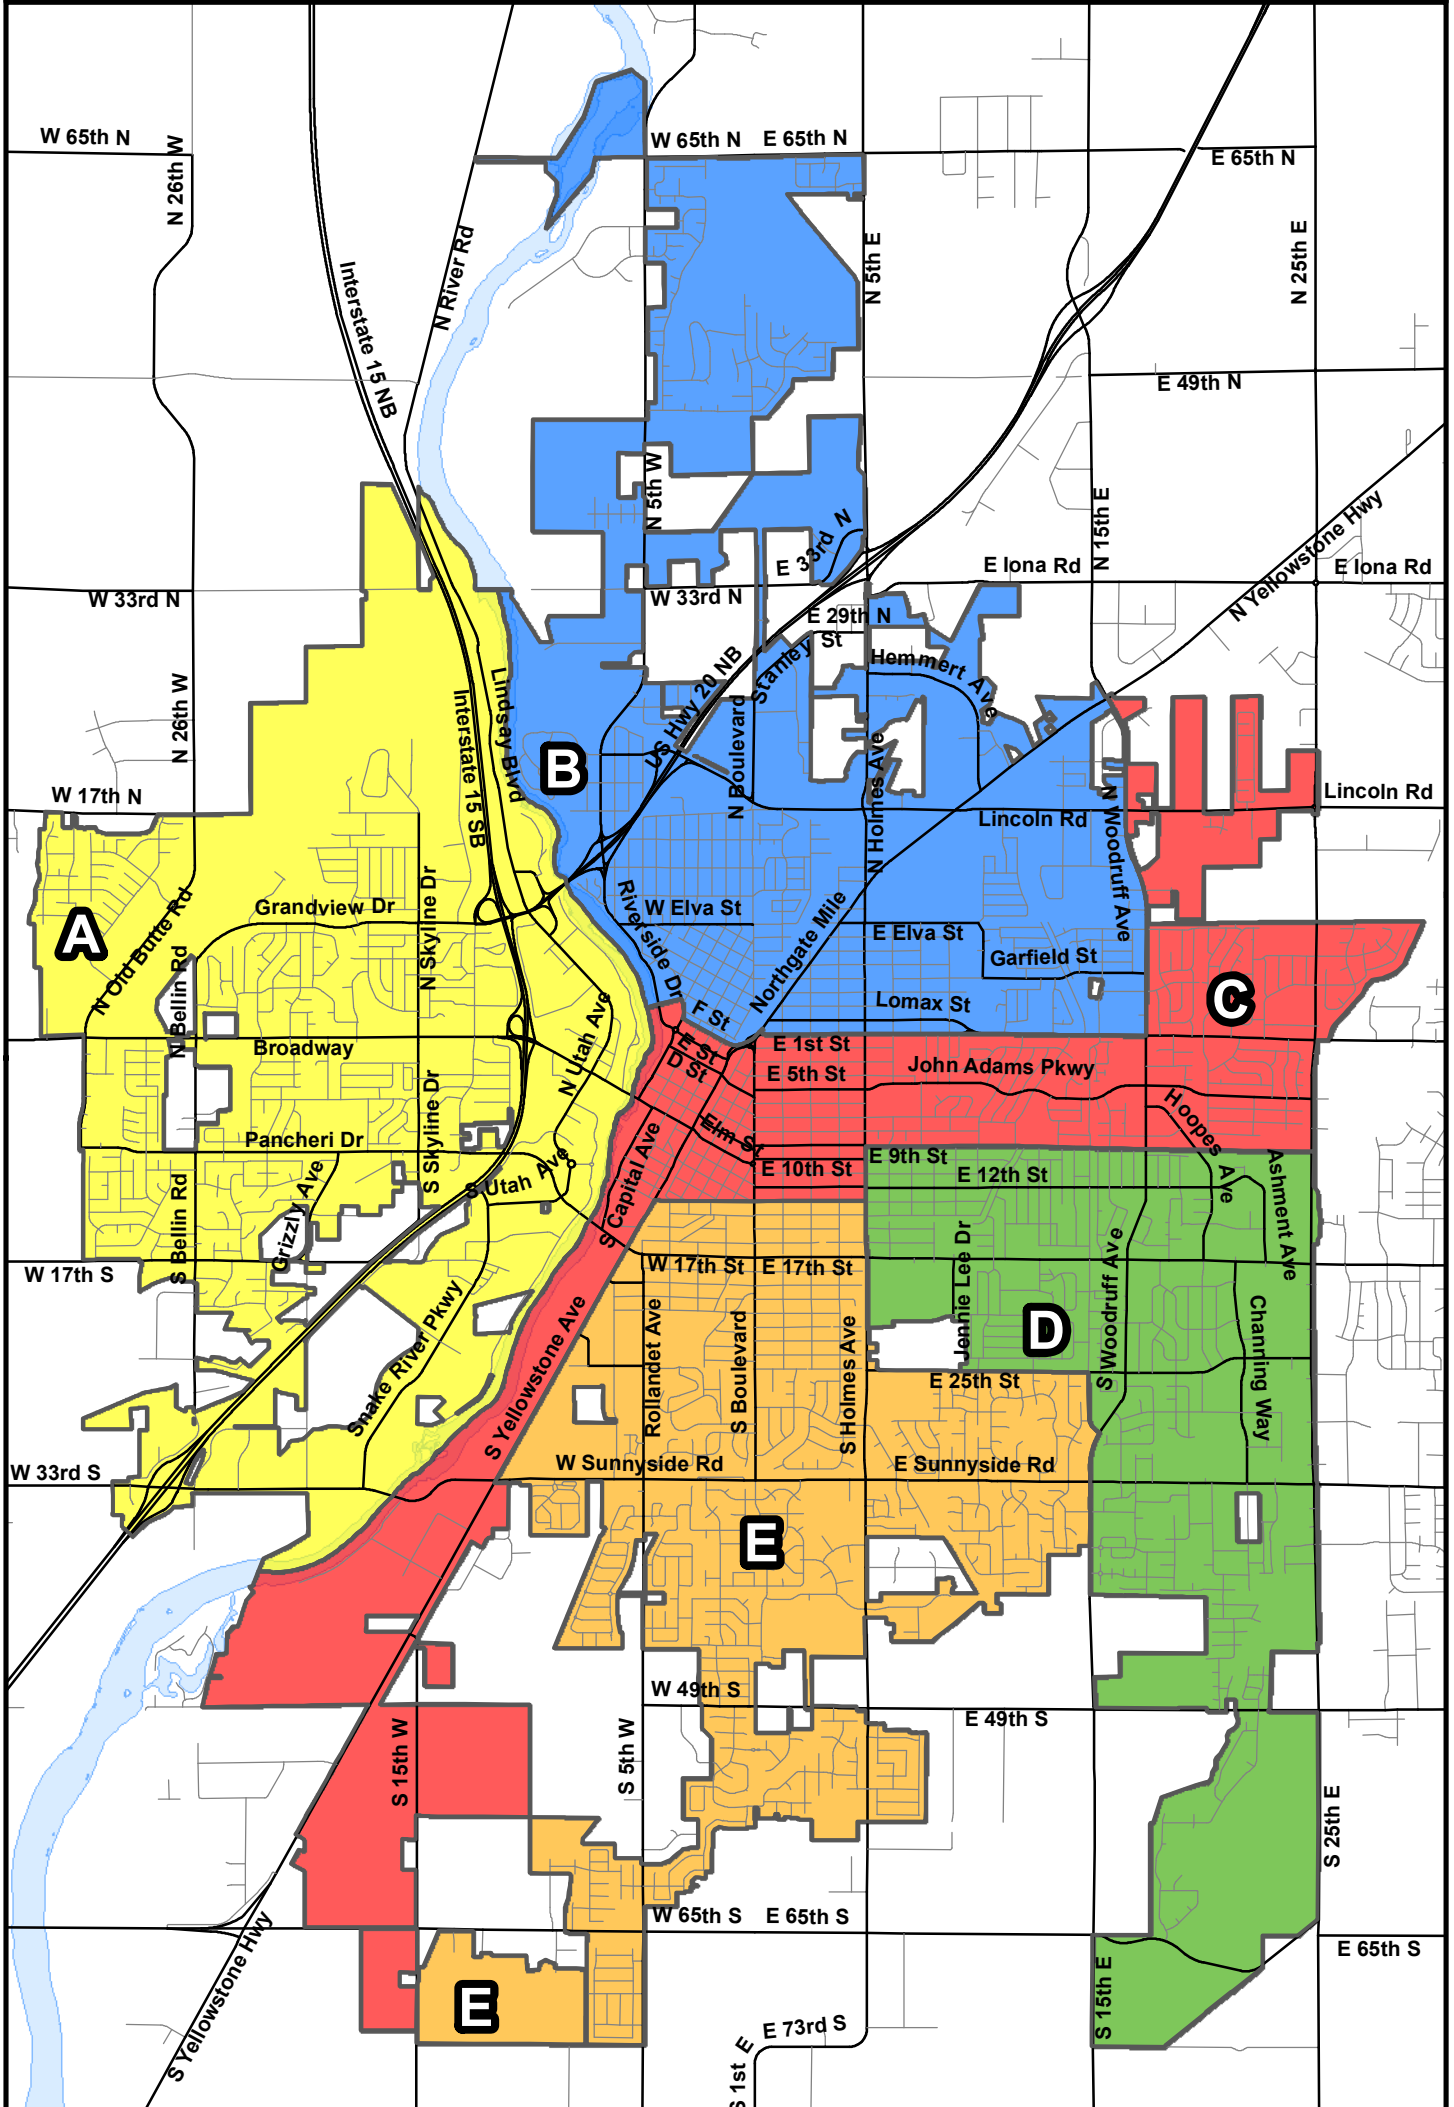 W 65th N
W 65th N
E 65th N
E 65th N
N 26th W
N River Rd
Interstate 15 NB
N 5th E
N 25th E
E 49th N
N 5th W
N 15th E
N Yellowstone Hwy
E 33rd N
E Iona Rd
E Iona Rd
W 33rd N
W 33rd N
E 29th N
Stanley St
Hemmert Ave
US Hwy 20 NB
N 26th W
Lindsay Blvd
Interstate 15 SB
B
N Boulevard
N Holmes Ave
W 17th N
Lincoln Rd
Lincoln Rd
N Woodruff Ave
A
N Old Butte Rd
Grandview Dr
N Skyline Dr
Riverside Dr
W Elva St
Northgate Mile
E Elva St
Garfield St
Lomax St
C
N Bellin Rd
Broadway
N Utah Ave
F St
E St
D St
E 1st St
E 5th St
John Adams Pkwy
Hoopes Ave
Elm St
S Skyline Dr
Pancheri Dr
S Utah Ave
S Capital Ave
E 9th St
E 10th St
E 12th St
Ashment Ave
S Bellin Rd
Grizzly Ave
W 17th S
W 17th St
E 17th St
Jennie Lee Dr
D
S Woodruff Ave
Channing Way
Snake River Pkwy
S Yellowstone Ave
Rollandet Ave
S Boulevard
S Holmes Ave
E 25th St
W 33rd S
W Sunnyside Rd
E Sunnyside Rd
E
W 49th S
E 49th S
S 15th W
S 5th W
S 25th E
W 65th S
E 65th S
E 65th S
S Yellowstone Hwy
E
S 15th E
E 73rd S
S 1st E